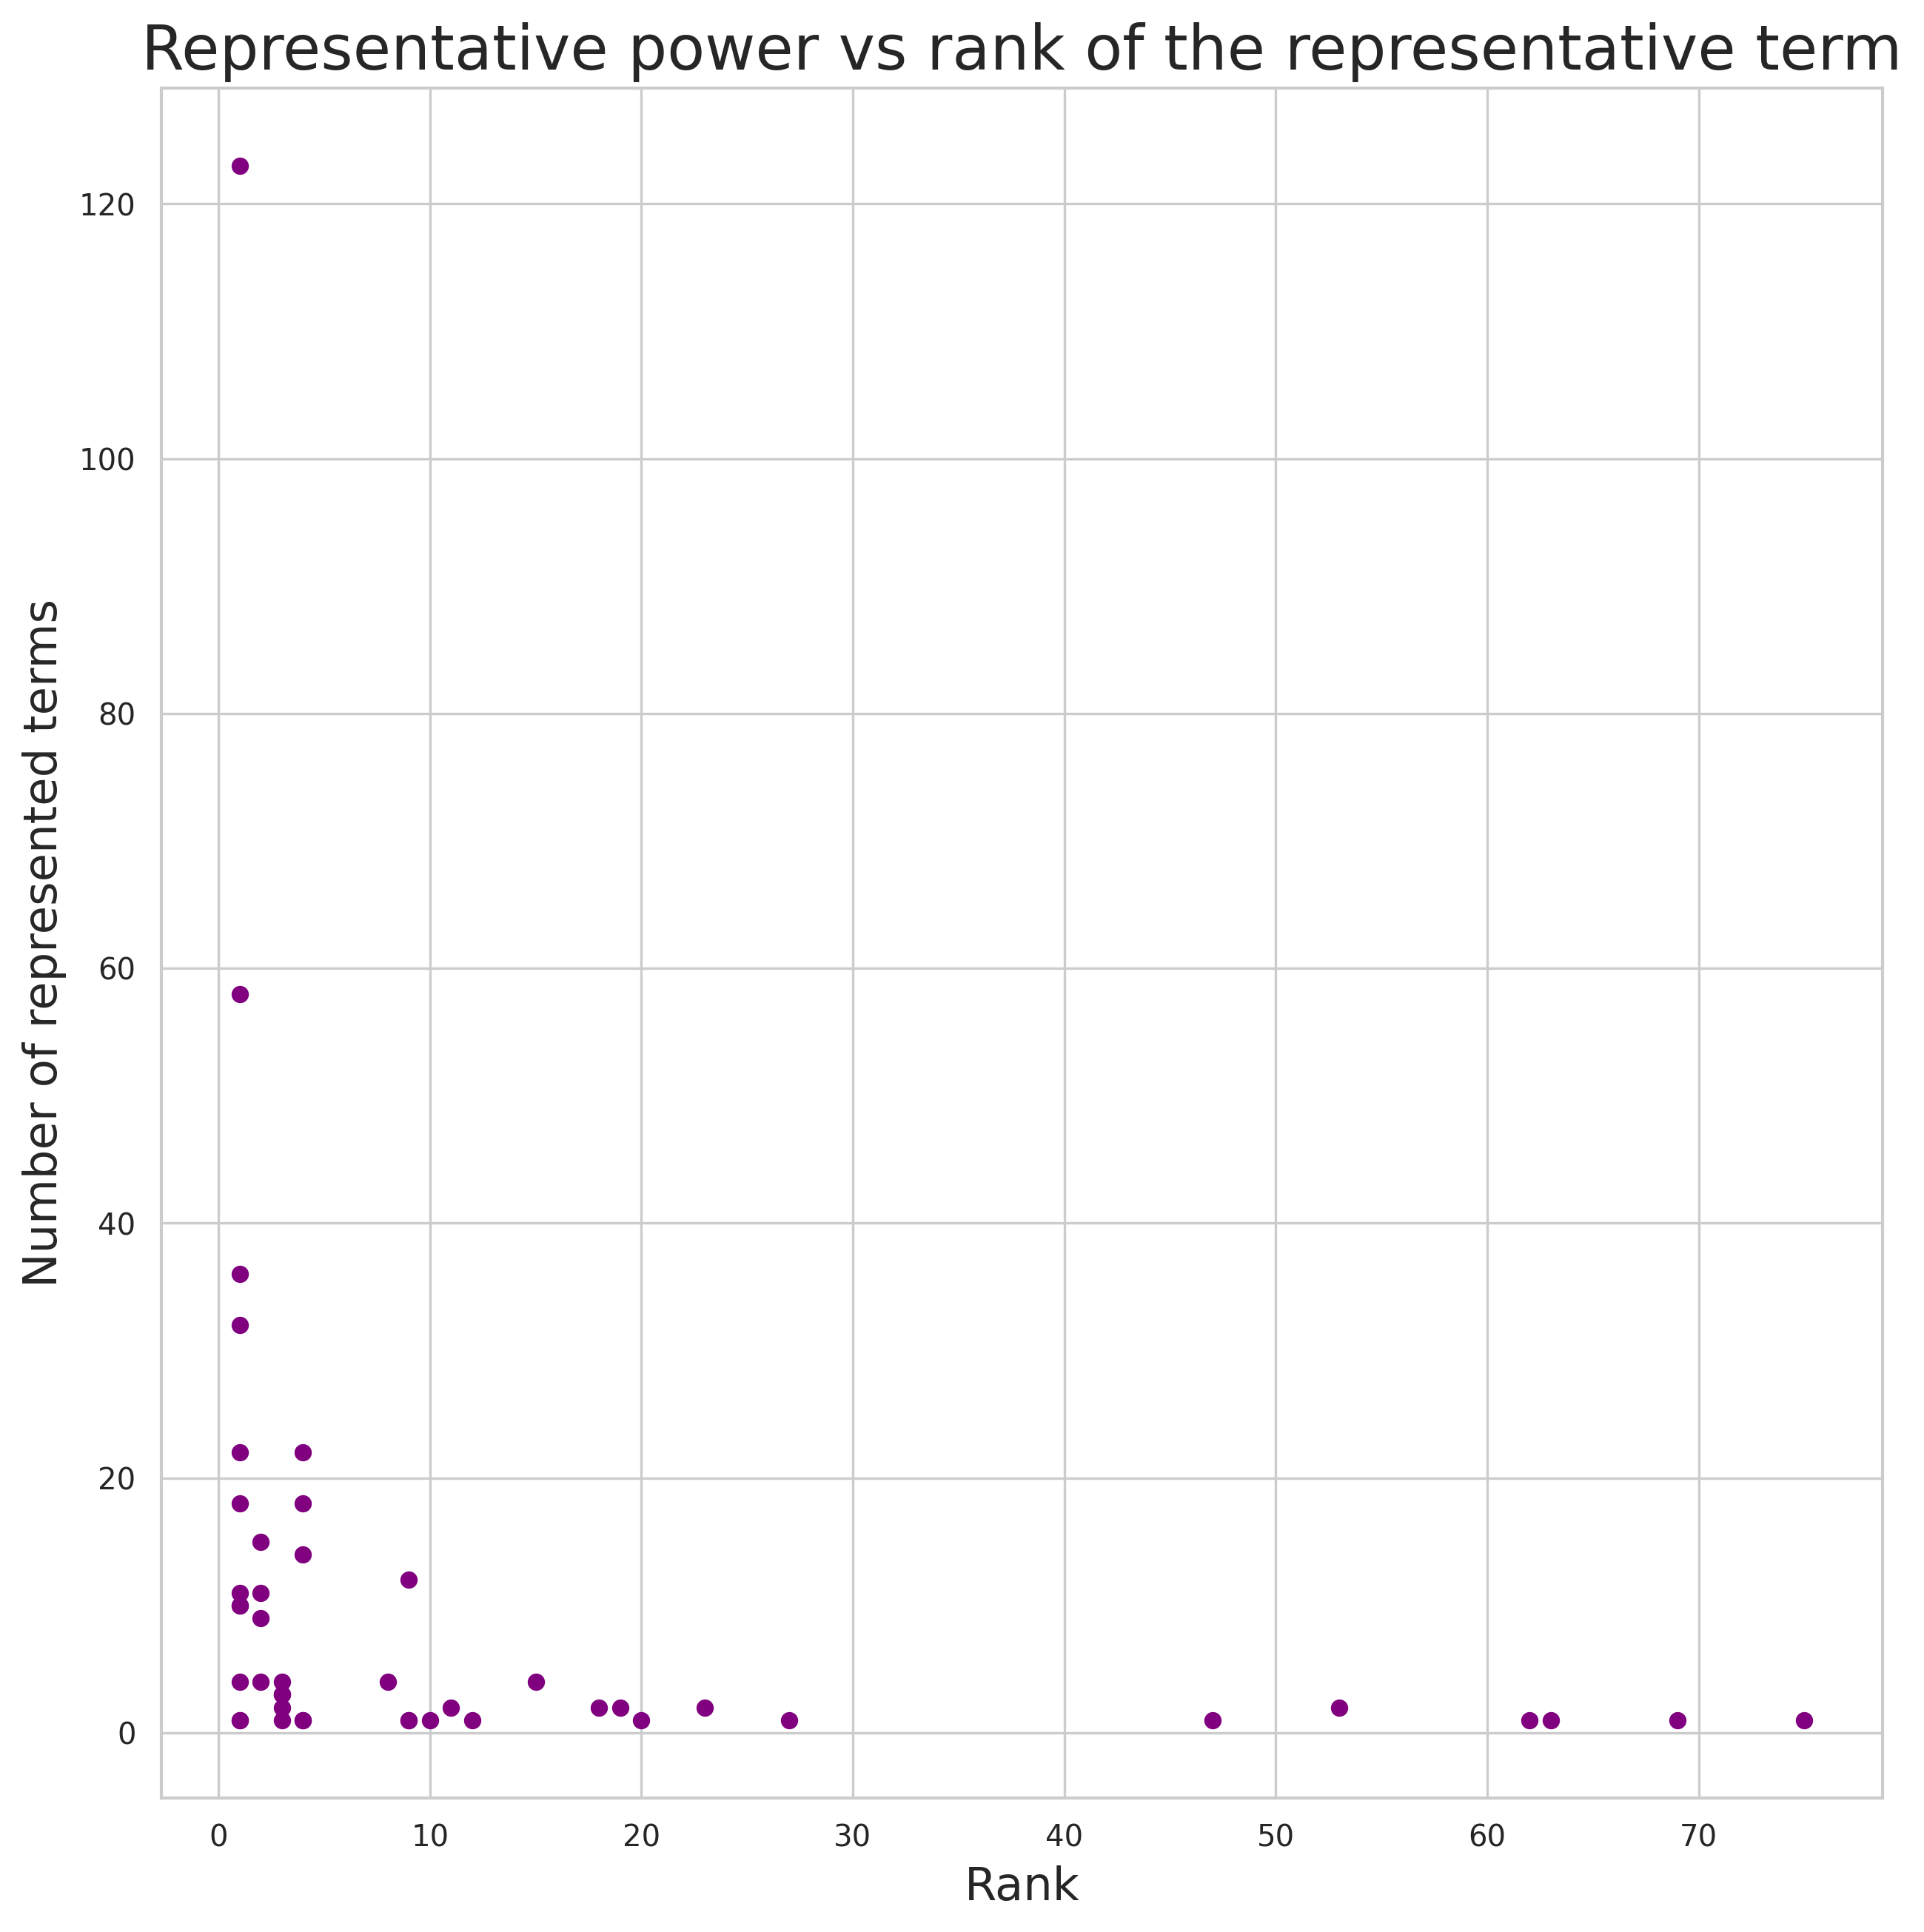 Representative power vs rank of the representative term
Number of represented terms
120
100
80
60
40
20
0
0 10 20 30 40 50 60 70
Rank